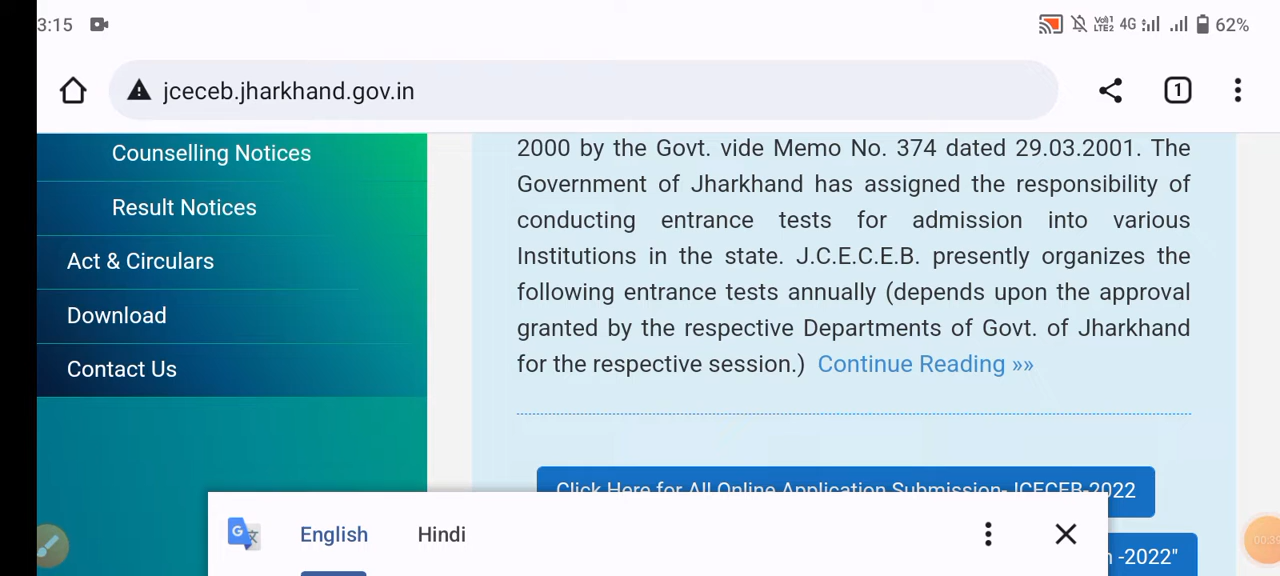 3:15
Vo1) LTE2 4G 62%
jceceb.jharkhand.gov.in
1
Counselling Notices
Result Notices
Act & Circulars
Download
Contact Us
2000 by the Govt. vide Memo No. 374 dated 29.03.2001. The
Government of Jharkhand has assigned the responsibility of
conducting entrance tests for admission into various
Institutions in the state. J.C.E.C.E.B. presently organizes the
following entrance tests annually (depends upon the approval
granted by the respective Departments of Govt. of Jharkhand
for the respective session.) Continue Reading »»
Click Here for All Online Application Submission- JCECEB-2022
-2022"
English Hindi